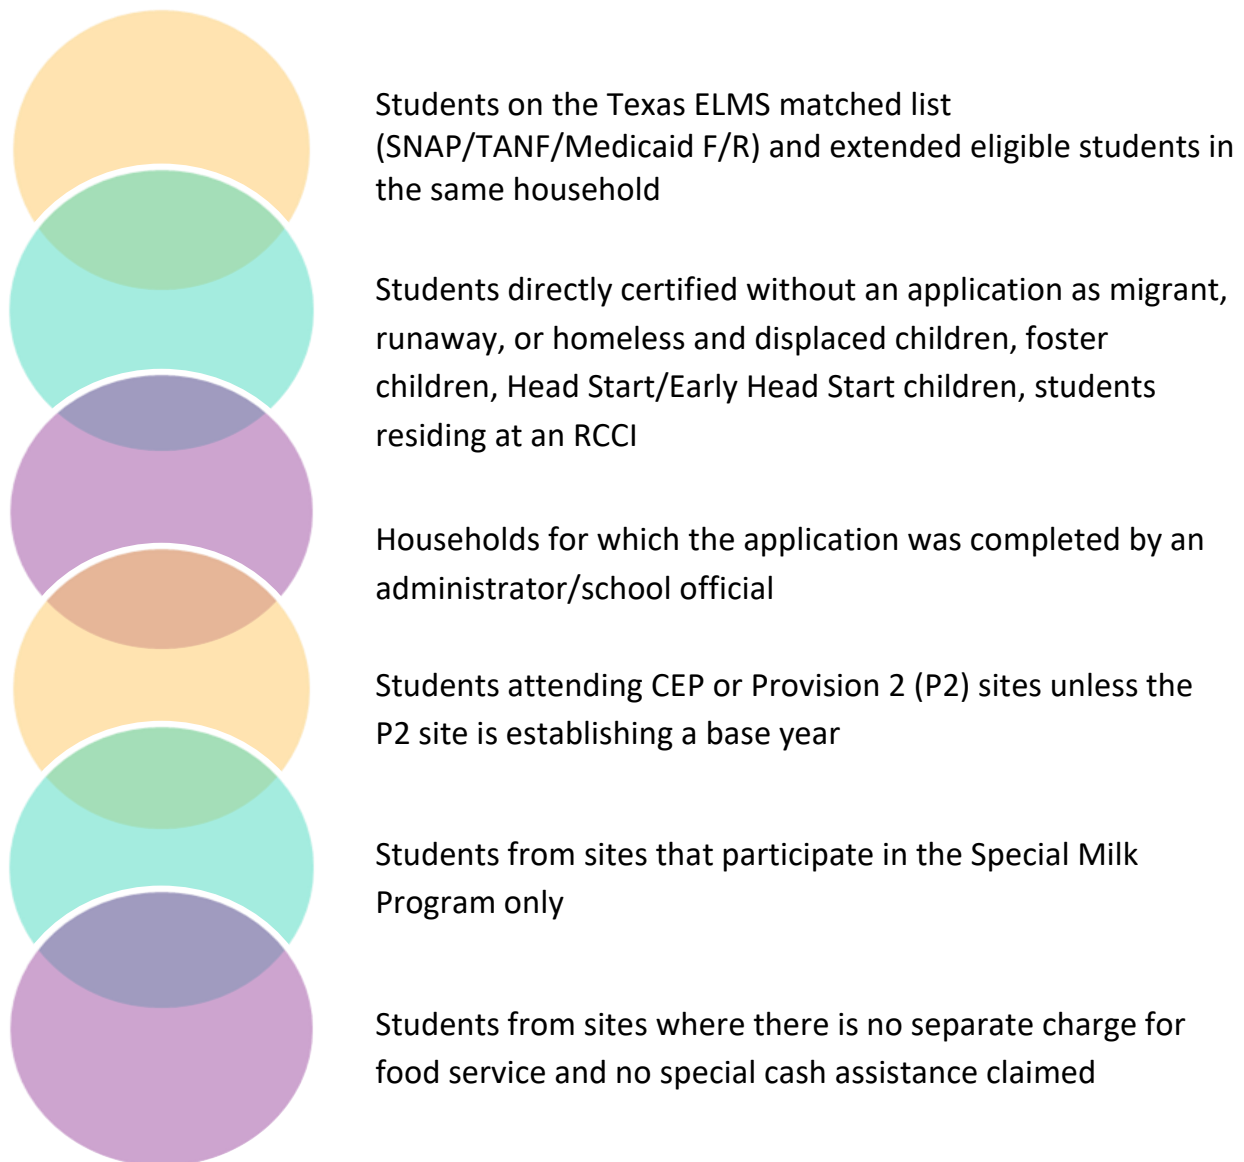 Students on the Texas ELMS matched list
(SNAP/TANF/Medicaid F/R) and extended eligible students in
the same household
Students directly certified without an application as migrant,
runaway, or homeless and displaced children, foster
children, Head Start/Early Head Start children, students
residing at an RCCI
Households for which the application was completed by an
administrator/school official
Students attending CEP or Provision 2 (P2) sites unless the
P2 site is establishing a base year
Students from sites that participate in the Special Milk
Program only
Students from sites where there is no separate charge for
food service and no special cash assistance claimed